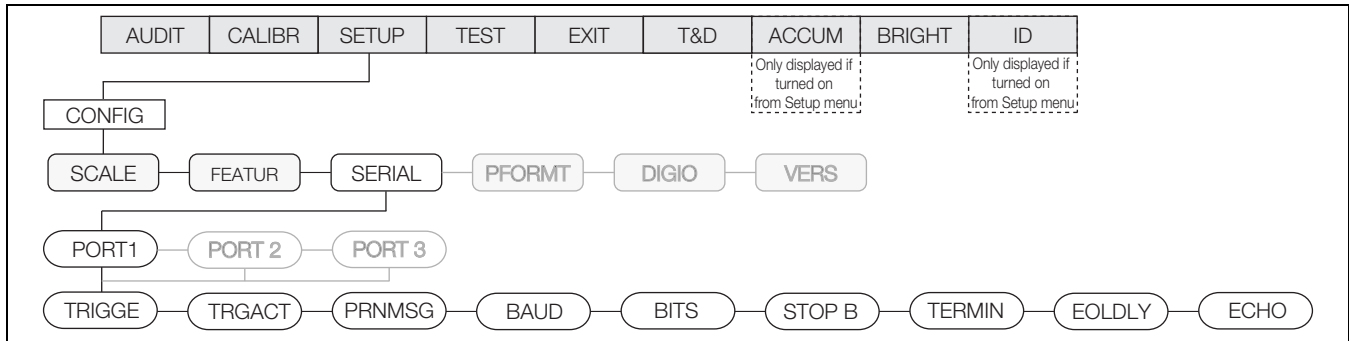 AUDIT CALIBR SETUP TEST EXIT T&D ACCUM BRIGHT ID
Only displayed if turned on from Setup menu
Only displayed if turned on from Setup menu
CONFIG
SCALE FEATUR SERIAL PFORMT DIGIO VERS
PORT1 PORT 2 PORT 3
TRIGGE TRGACT PRNMSG BAUD BITS STOP B TERMIN EOLDLY ECHO